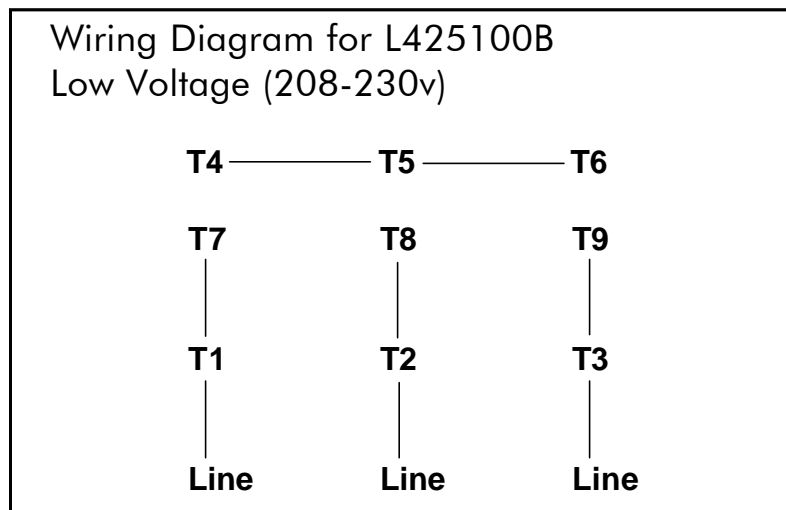 Wiring Diagram for L425100B
Low Voltage (208-230v)
T4 T5 T6
T7 T8 T9
T1 T2 T3
Line Line Line